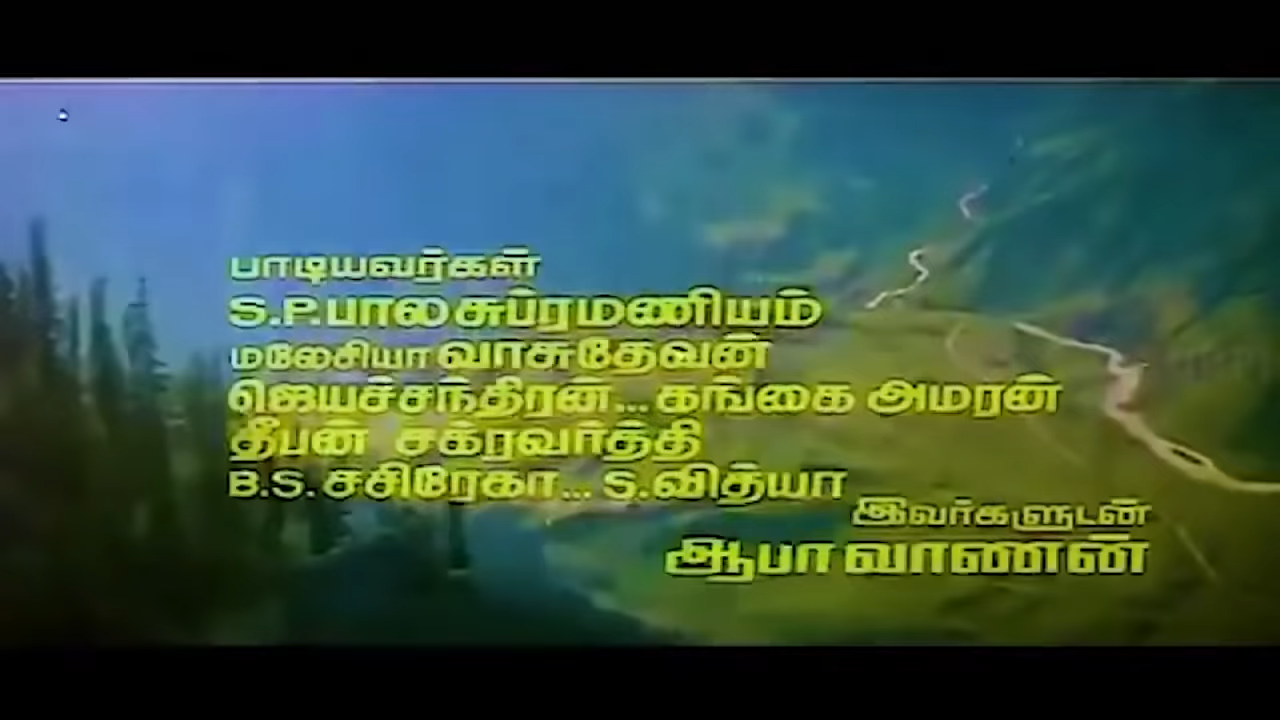 பாடியவர்கள்
S.P.பாலசுப்ரமணியம்
மலேசியா வாசுதேவன்
ஜெயச்சந்திரன்... கங்கை அமரன்
தீபன் சக்ரவர்த்தி
B.S. சசிரேகா... S.வித்யா
இவர்களுடன்
ஆபாவாணன்